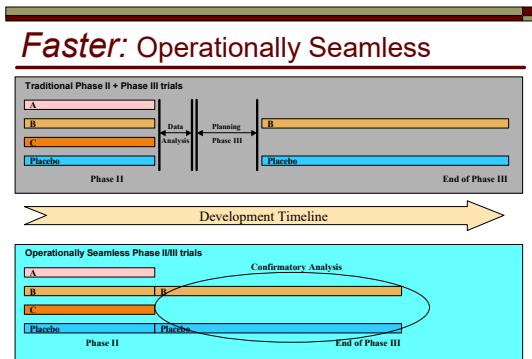 Faster: Operationally Seamless
Traditional Phase II + Phase III trials
A
B
C
Placebo
Data
Analysis
Planning
Phase III
B
Placebo
Phase II
End of Phase III
Development Timeline
Operationally Seamless Phase II/III trials
Confirmatory Analysis
A
B
B
C
Placebo
Placebo
Phase II
End of Phase III